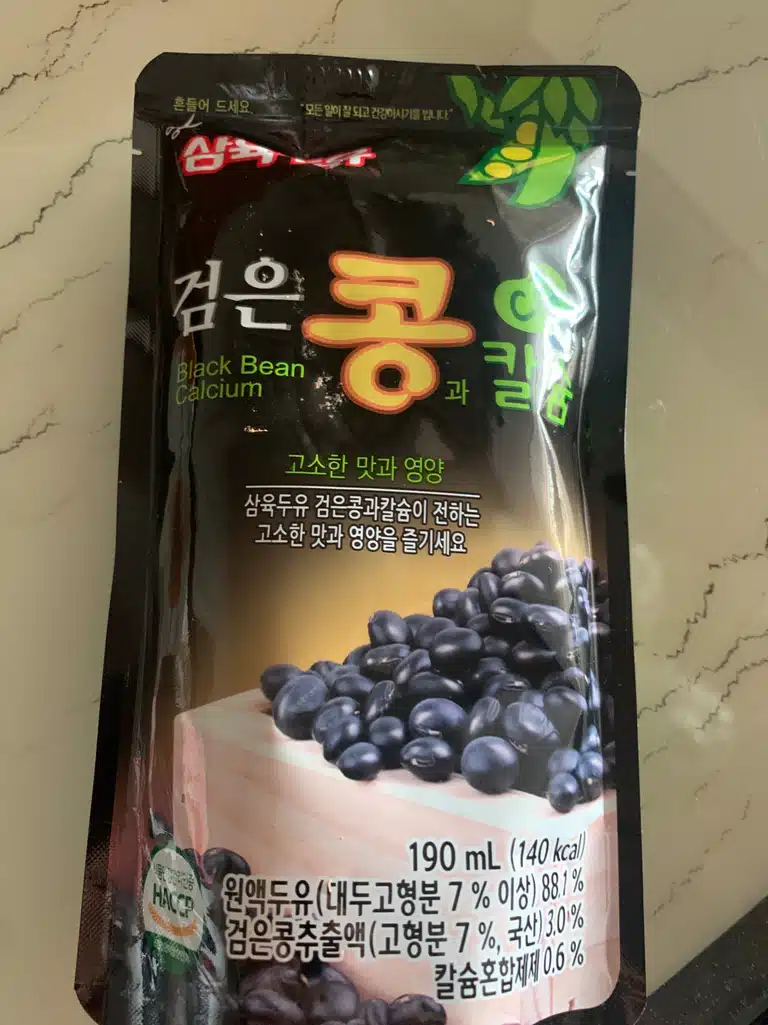 흔들어 드세요
"모든 일이 잘 되고 건강하시기를 빕니다."
삼육두유
검은 콩과 칼슘
Black Bean
Calcium
고소한 맛과 영양
삼육두유 검은콩과칼슘이 전하는
고소한 맛과 영양을 즐기세요
190 mL (140 kcal)
원액두유(대두고형분 7 % 이상) 88.1 %
검은콩추출액(고형분 7 %, 국산) 3.0 %
칼슘혼합제제 0.6 %
HACCP